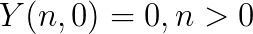 Y(n,0) = 0, n > 0